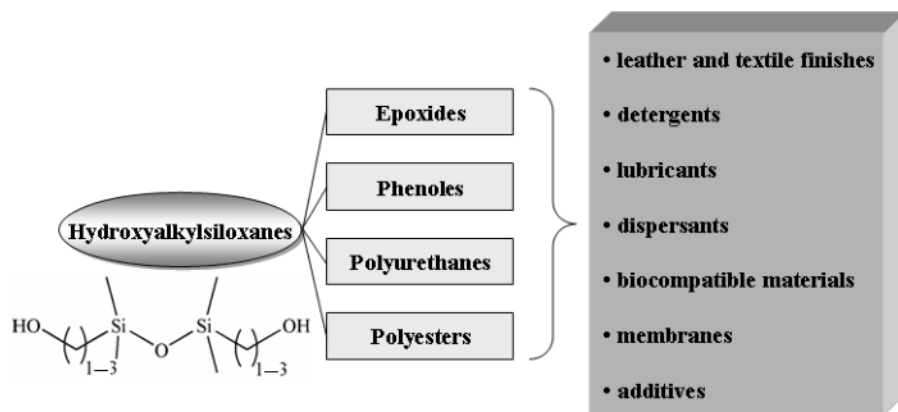 Hydroxyalkylsiloxanes
HO
Si
O
Si
OH
1–3
1–3
Epoxides
Phenoles
Polyurethanes
Polyesters
• leather and textile finishes
• detergents
• lubricants
• dispersants
• biocompatible materials
• membranes
• additives